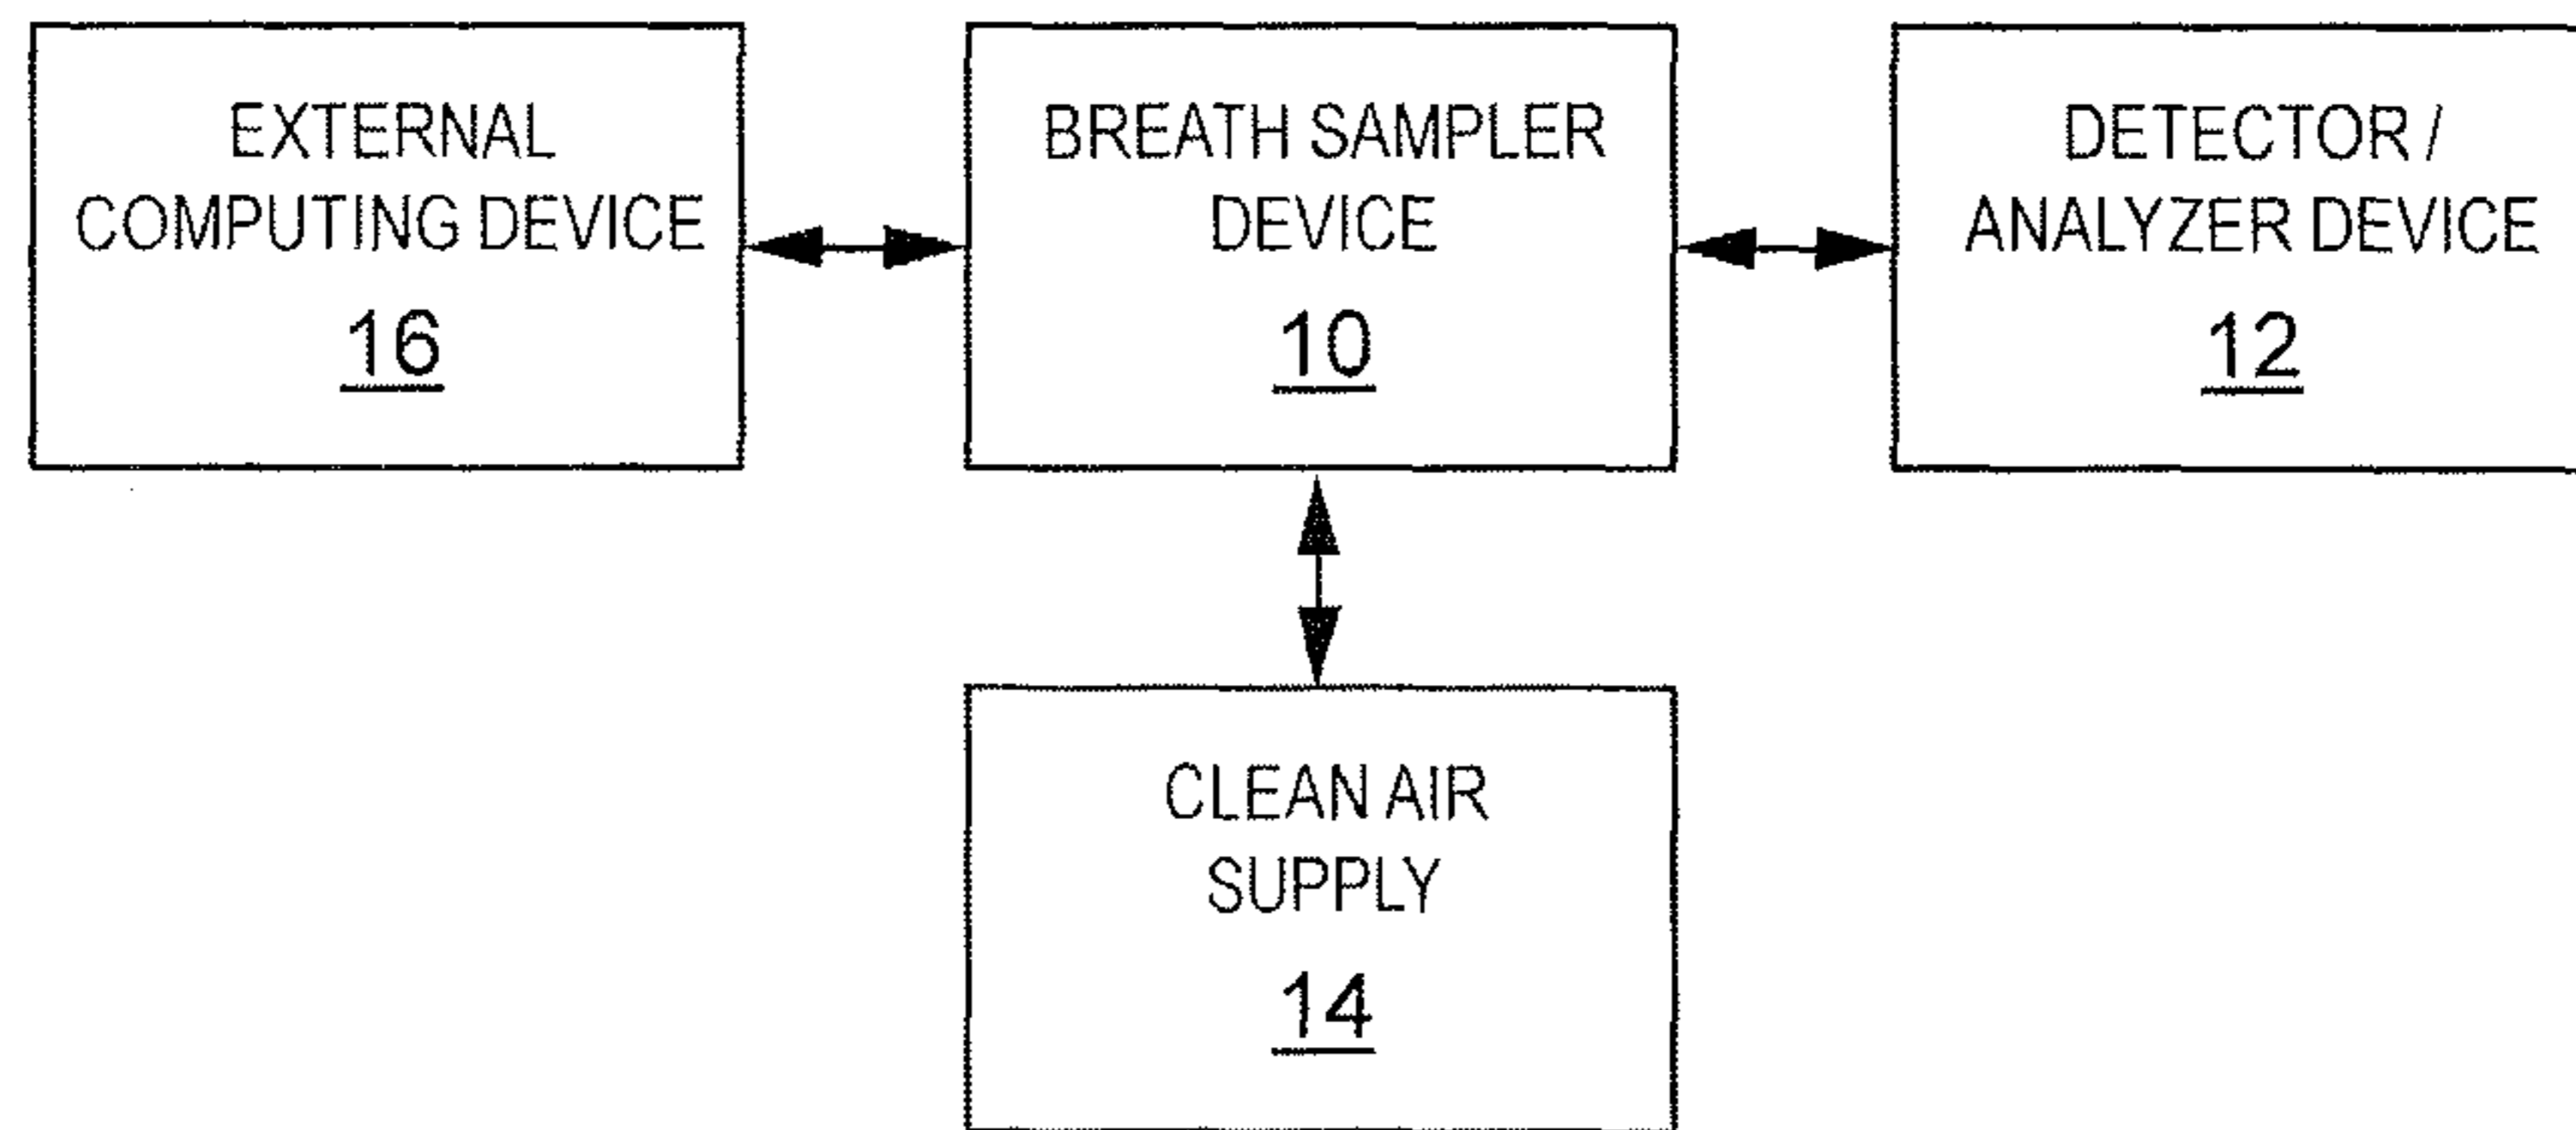 EXTERNAL
COMPUTING DEVICE
16
BREATH SAMPLER
DEVICE
10
DETECTOR /
ANALYZER DEVICE
12
CLEAN AIR
SUPPLY
14